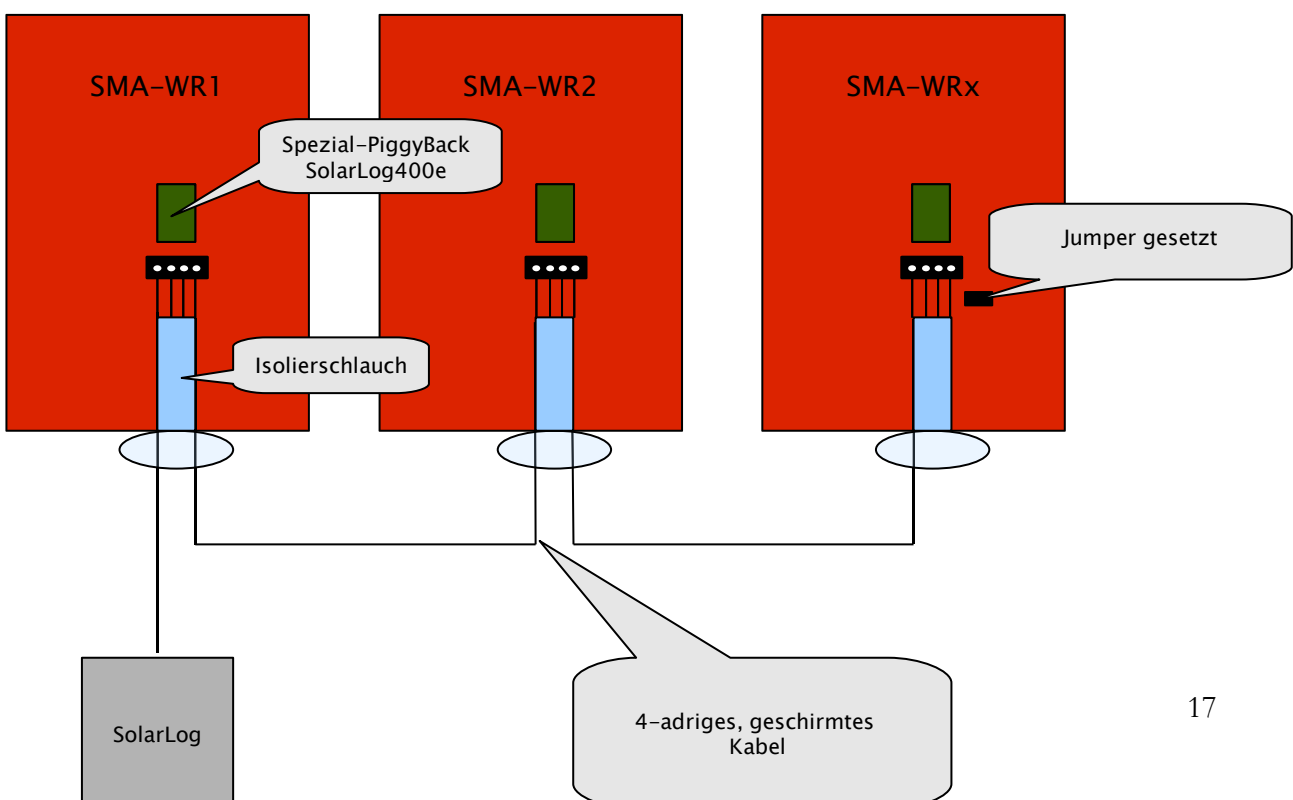 SMA-WR1
SMA-WR2
SMA-WRx
Spezial-PiggyBack
SolarLog400e
Jumper gesetzt
Isolierschlauch
4-adriges, geschirmtes
Kabel
SolarLog
17